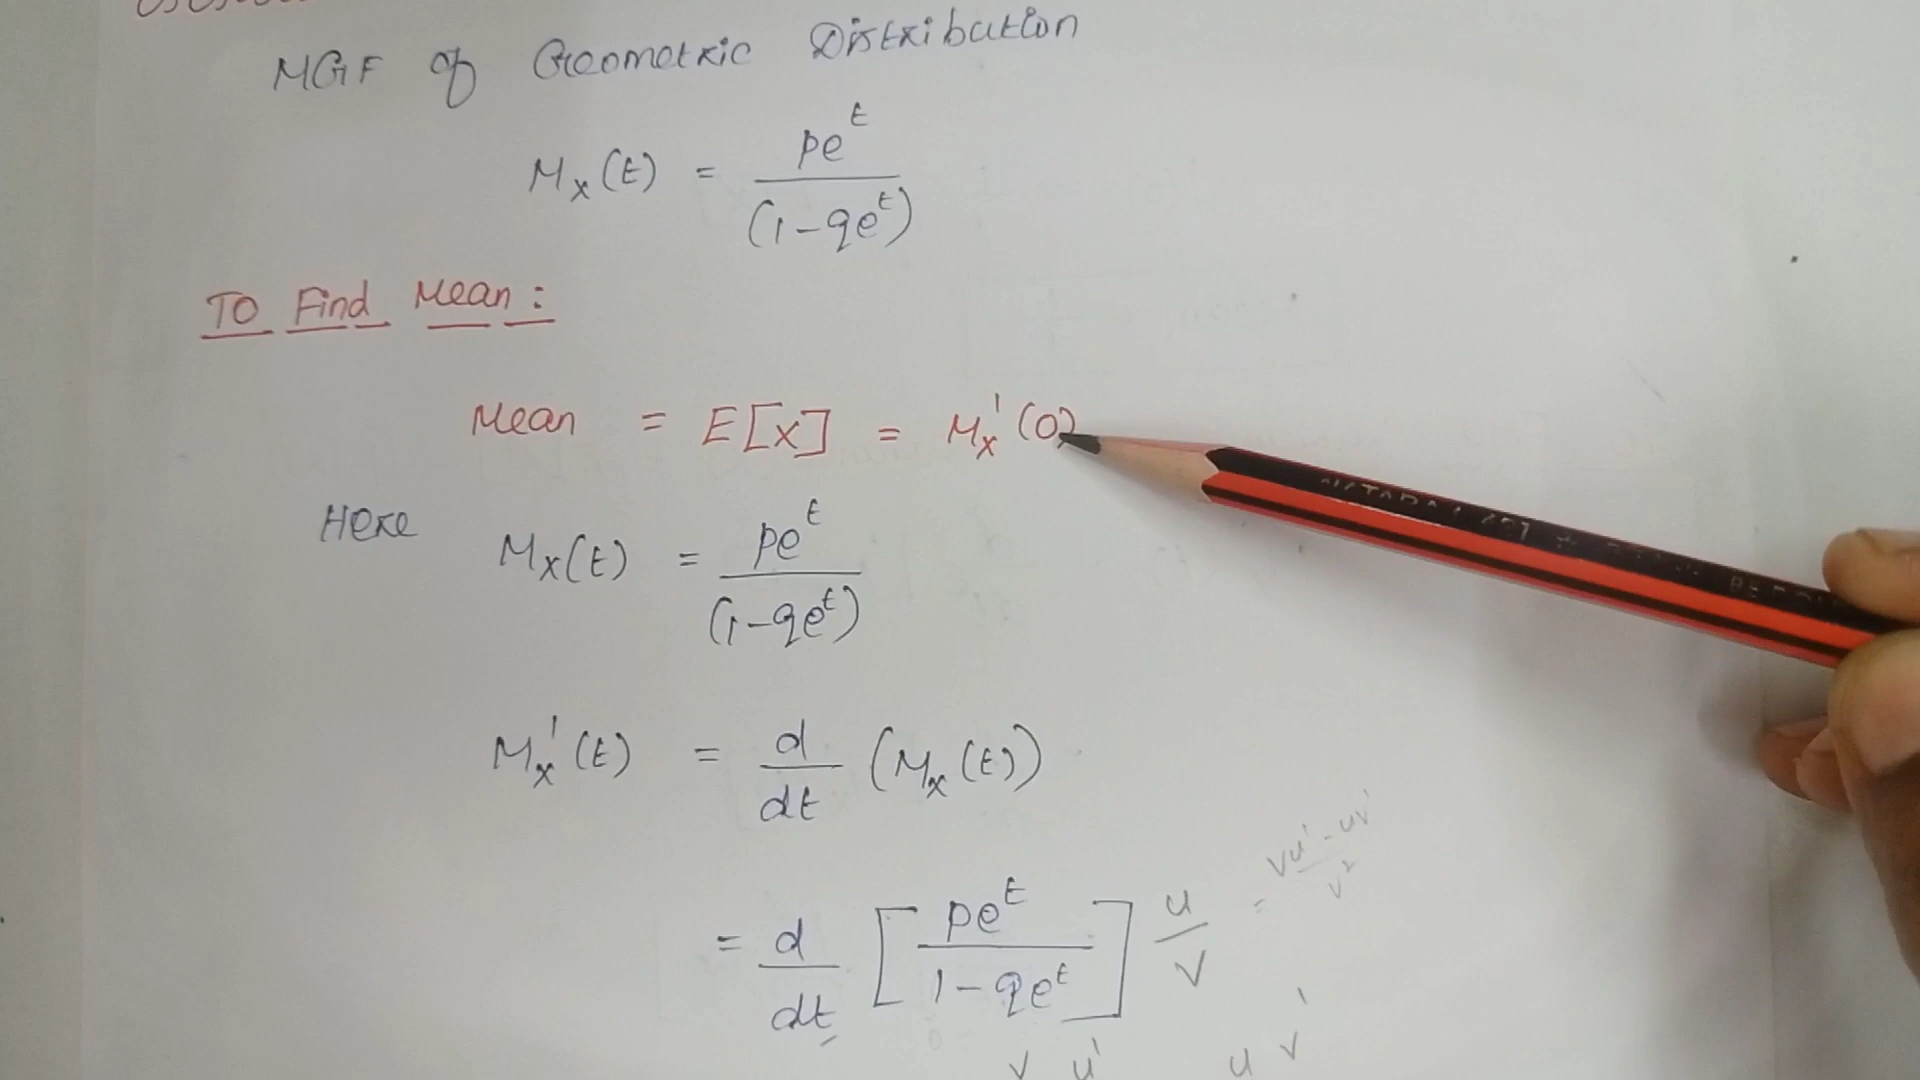 MGF of Geometric Distribution
Mx(t) = pe^t / (1-qe^t)
To Find Mean:
Mean = E[x] = Mx'(0)
Here Mx(t) = pe^t / (1-qe^t)
Mx'(t) = d/dt (Mx(t))
= d/dt [pe^t / 1-qe^t] u/v = vu'-uv' / v²
v u' u v'